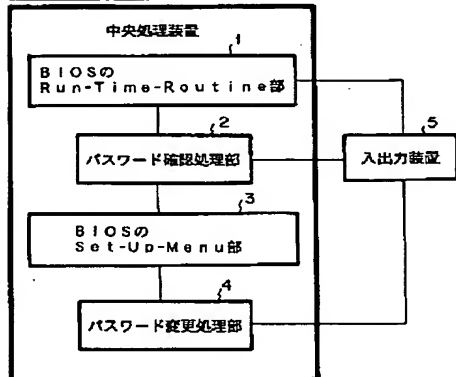 中央処理装置
1
BIOSの
Run-Time-Routine部
2
パスワード確認処理部
5
入出力装置
3
BIOSの
Set-Up-Menu部
4
パスワード変更処理部